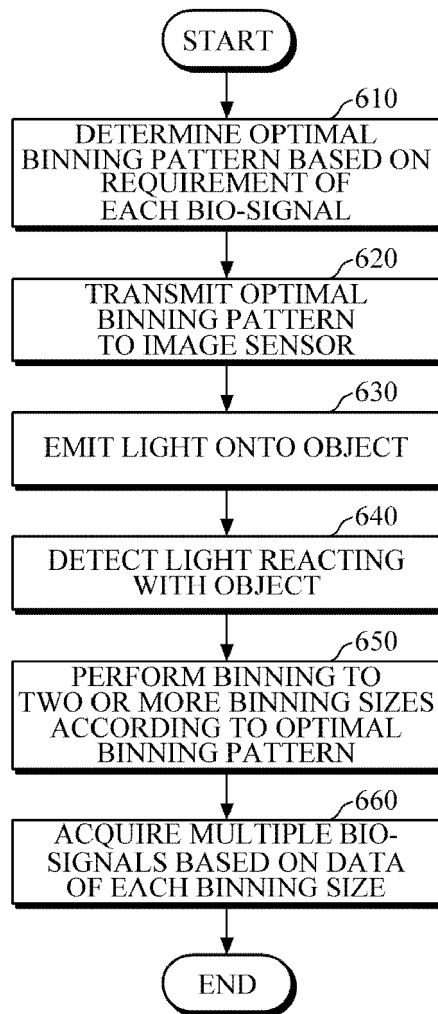 START
610
DETERMINE OPTIMAL
BINNING PATTERN BASED ON
REQUIREMENT OF
EACH BIO-SIGNAL
620
TRANSMIT OPTIMAL
BINNING PATTERN
TO IMAGE SENSOR
630
EMIT LIGHT ONTO OBJECT
640
DETECT LIGHT REACTING
WITH OBJECT
650
PERFORM BINNING TO
TWO OR MORE BINNING SIZES
ACCORDING TO OPTIMAL
BINNING PATTERN
660
ACQUIRE MULTIPLE BIO-
SIGNALS BASED ON DATA
OF EACH BINNING SIZE
END